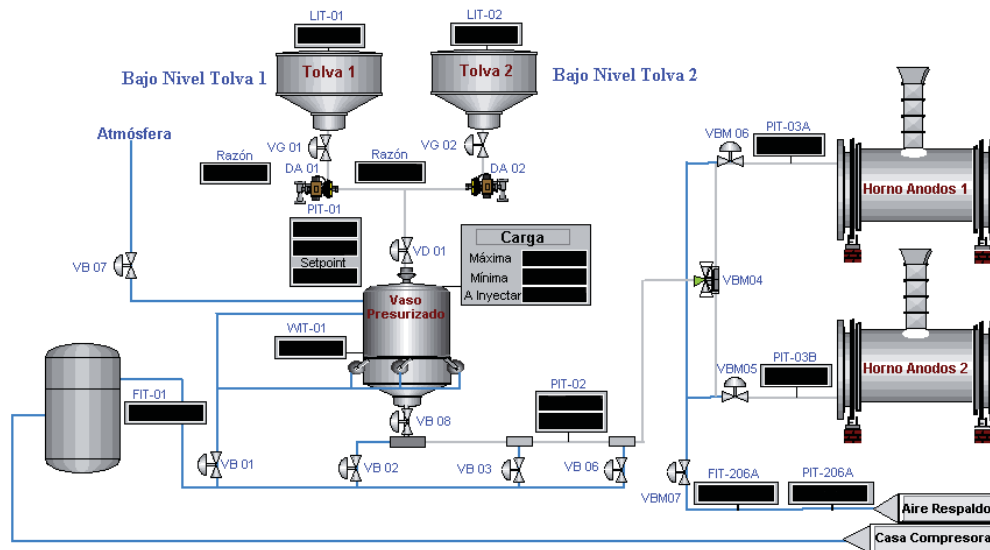 LIT-01
LIT-02
Tolva 1
Tolva 2
Bajo Nivel Tolva 1
Bajo Nivel Tolva 2
Atmósfera
VG 01
VG 02
Razón
Razón
DA 01
DA 02
PIT-01
Setpoint
VD 01
Carga
Máxima
Mínima
A Inyectar
VB 07
Vaso
Presurizado
WIT-01
FIT-01
VB 08
PIT-02
VB 01
VB 02
VB 03
VB 06
VBM 06
PIT-03A
Horno Anodos 1
VBM04
VBM05
PIT-03B
Horno Anodos 2
VBM07
FIT-206A
PIT-206A
Aire Respaldo
Casa Compresora